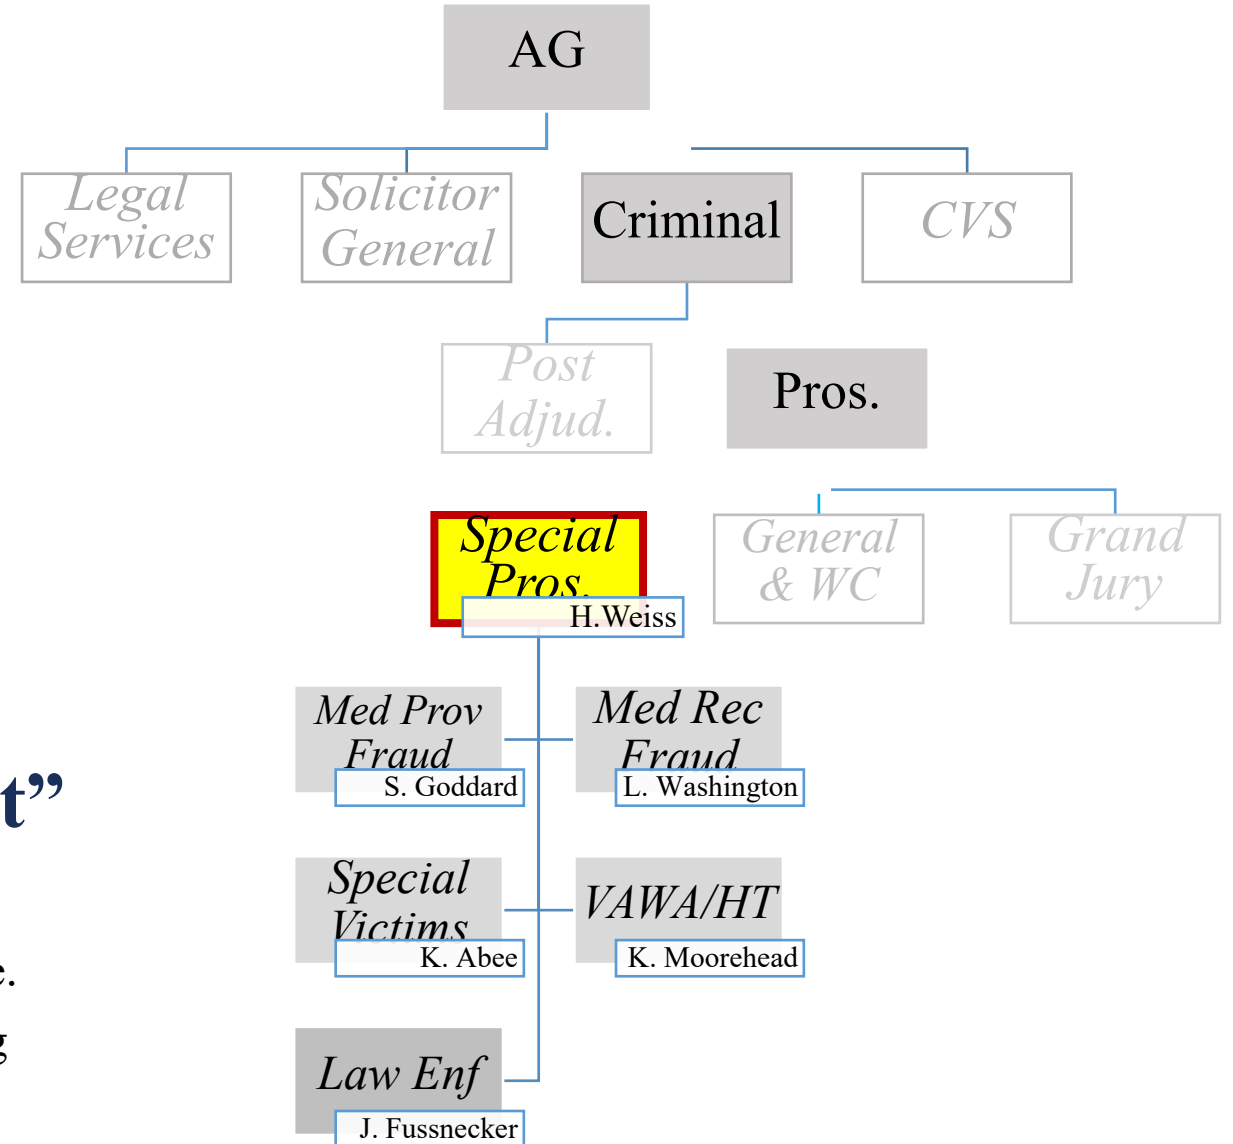 AG
Legal
Services
Solicitor
General
Criminal
CVS
Post
Adjud.
Pros.
Special
Pros.
H.Weiss
General
& WC
Grand
Jury
Med Prov
Fraud
S. Goddard
Med Rec
Fraud
L. Washington
t”
Special
Victims
K. Abee
VAWA/HT
K. Moorehead
e.
g
Law Enf
J. Fussnecker